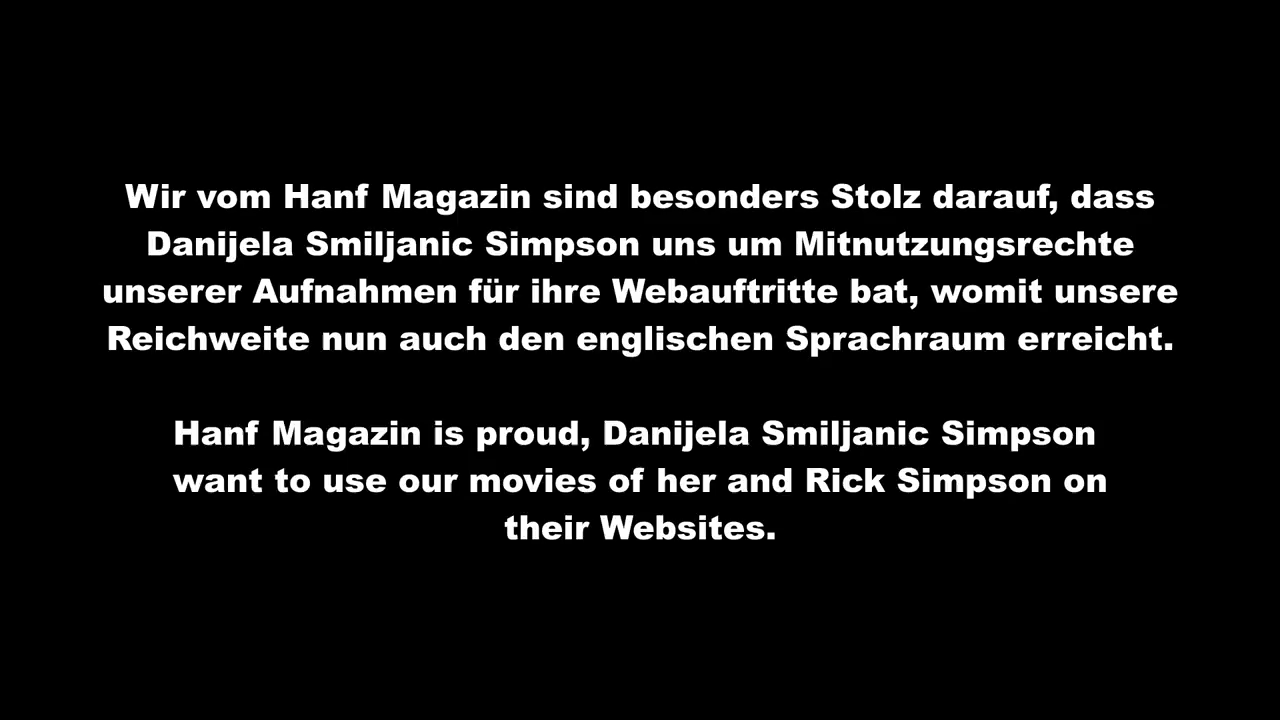 Wir vom Hanf Magazin sind besonders Stolz darauf, dass
Danijela Smiljanic Simpson uns um Mitnutzungsrechte
unserer Aufnahmen für ihre Webauftritte bat, womit unsere
Reichweite nun auch den englischen Sprachraum erreicht.
Hanf Magazin is proud, Danijela Smiljanic Simpson
want to use our movies of her and Rick Simpson on
their Websites.